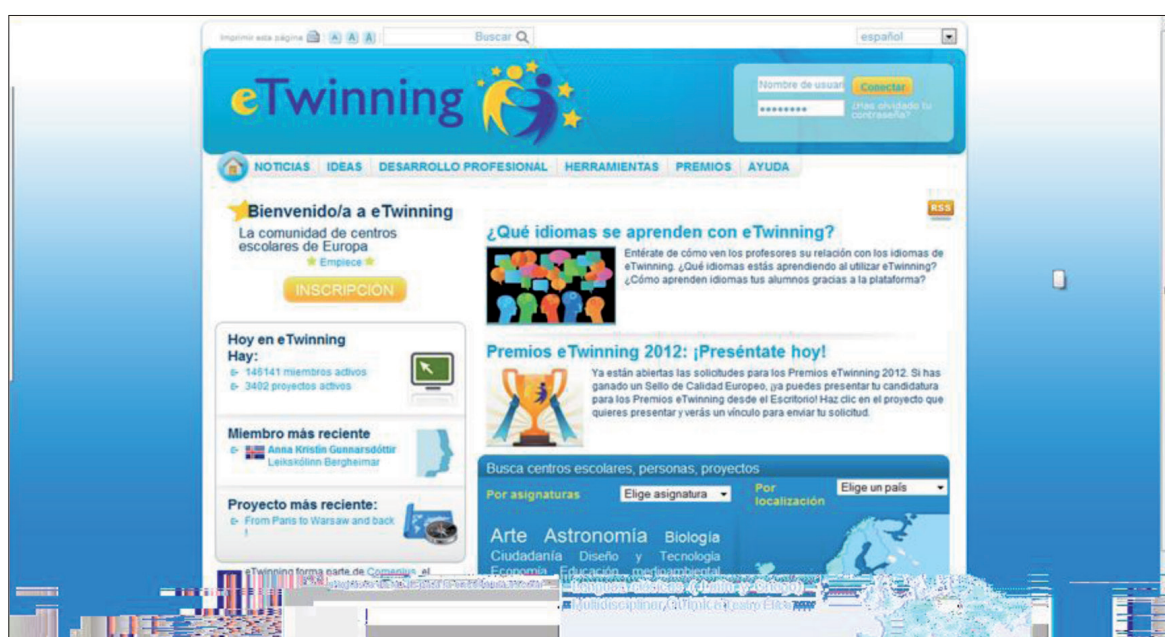 Imprimir esta página
A A A
Buscar
español
eTwinning
Nombre de usuari
Conectar
¿Has olvidado tu
contraseña?
NOTICIAS IDEAS DESARROLLO PROFESIONAL HERRAMIENTAS PREMIOS AYUDA
RSS
Bienvenido/a a eTwinning
La comunidad de centros
escolares de Europa
Empiece
INSCRIPCIÓN
Hoy en eTwinning
Hay:
146141 miembros activos
3402 proyectos activos
Miembro más reciente
Anna Kristín Gunnarsdóttir
Leikskólinn Bergheimar
Proyecto más reciente:
From Paris to Warsaw and back
!
eTwinning forma parte de Comenius, el
¿Qué idiomas se aprenden con eTwinning?
Entérate de cómo ven los profesores su relación con los idiomas de
eTwinning. ¿Qué idiomas estás aprendiendo al utilizar eTwinning?
¿Cómo aprenden idiomas tus alumnos gracias a la plataforma?
Premios eTwinning 2012: ¡Preséntate hoy!
Ya están abiertas las solicitudes para los Premios eTwinning 2012. Si has
ganado un Sello de Calidad Europeo, ¡ya puedes presentar tu candidatura
para los Premios eTwinning desde el Escritorio! Haz clic en el proyecto que
quieres presentar y verás un vínculo para enviar tu solicitud.
Busca centros escolares, personas, proyectos
Por asignaturas
Elige asignatura
Por
localización
Elige un país
Arte Astronomía Biología
Ciudadanía Diseño y Tecnología
Economía Educación medioambiental